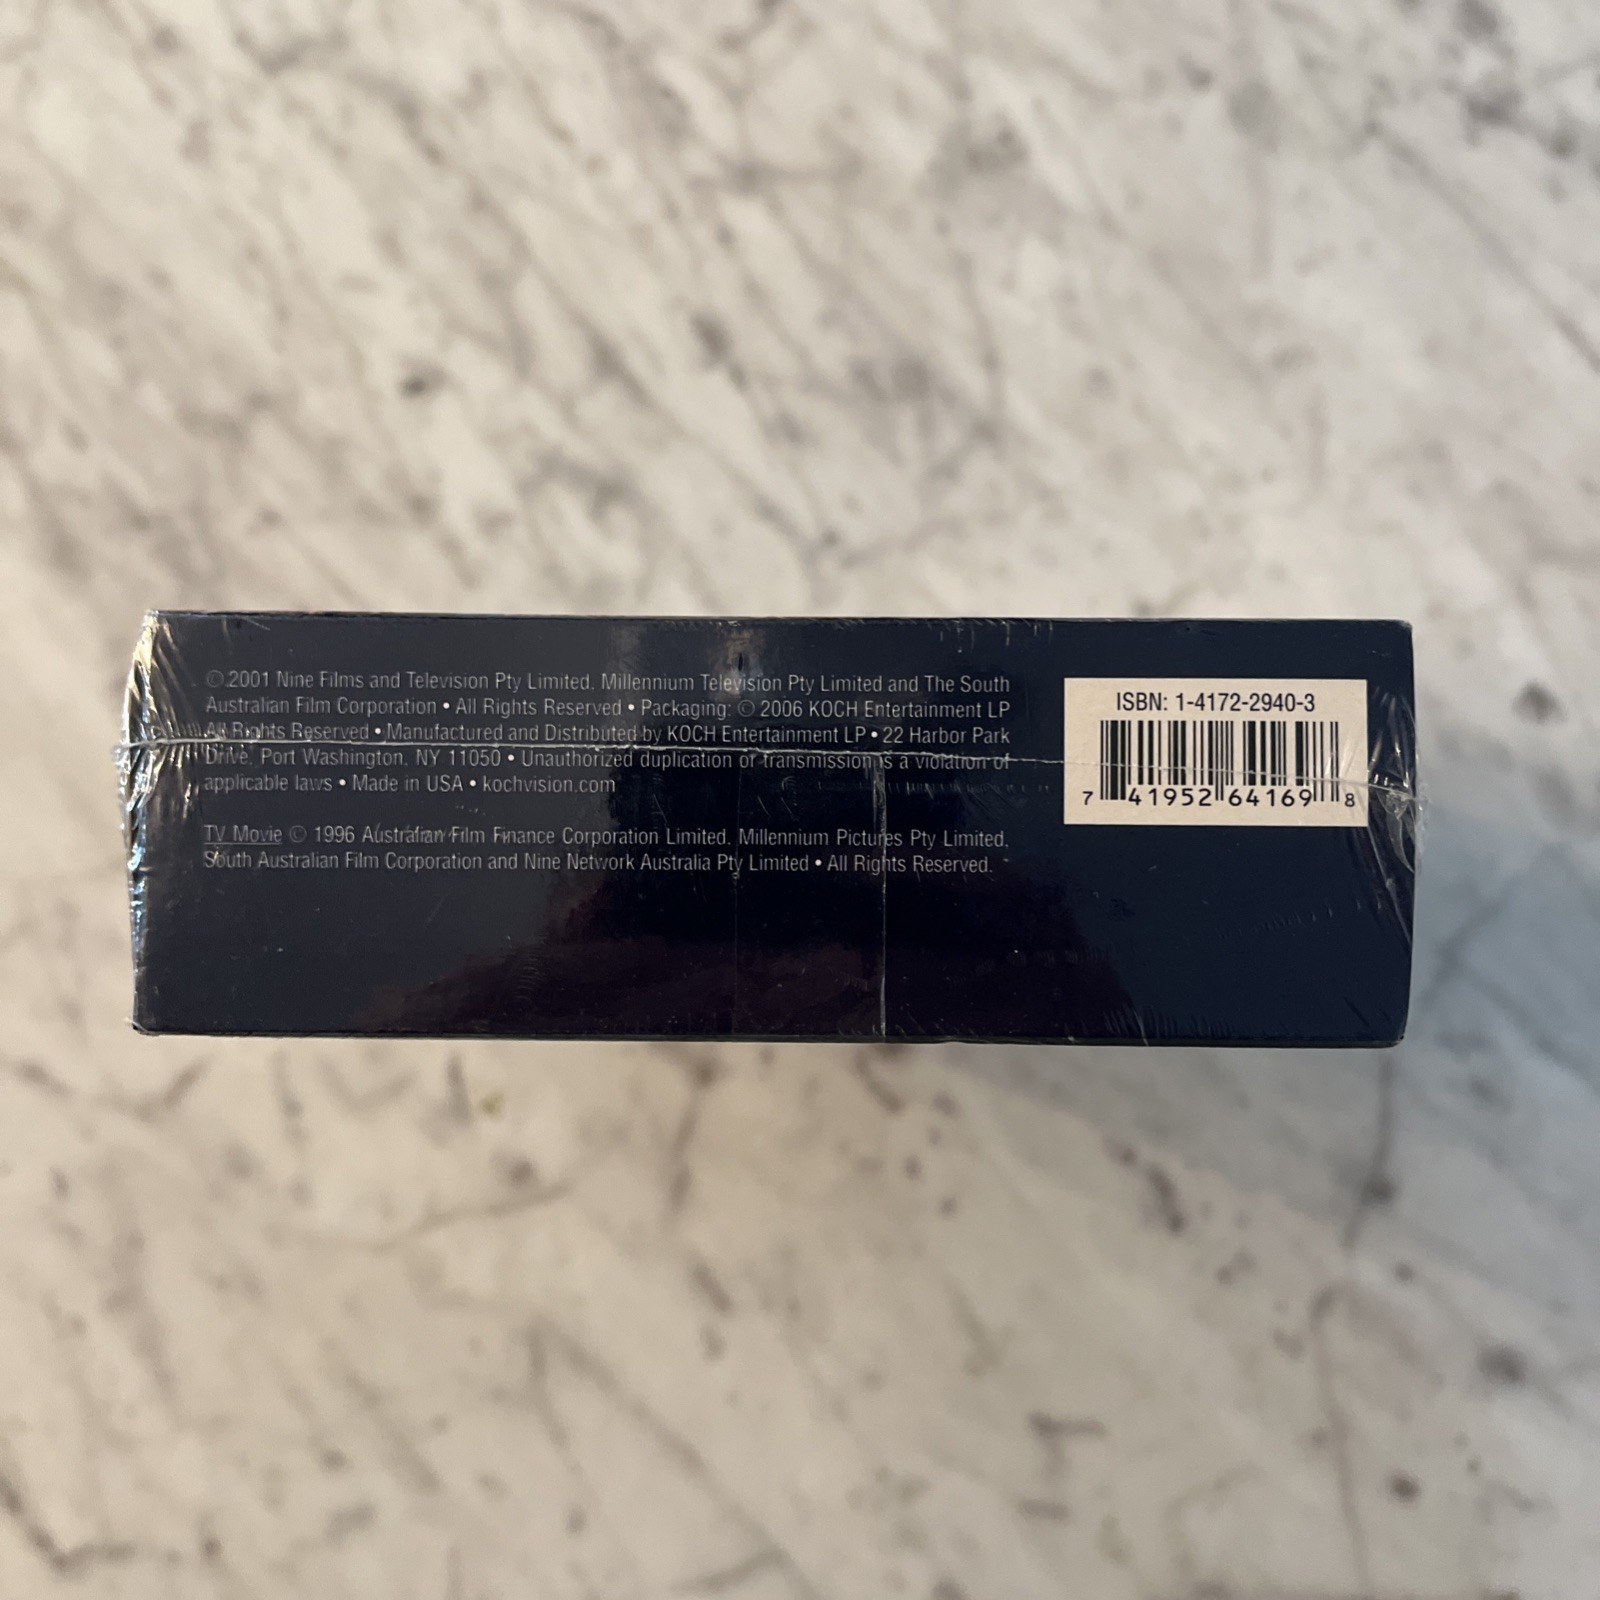 © 2001 Nine Films and Television Pty Limited, Millennium Television Pty Limited and The South
Australian Film Corporation • All Rights Reserved • Packaging: © 2006 KOCH Entertainment LP
All Rights Reserved • Manufactured and Distributed by KOCH Entertainment LP • 22 Harbor Park
Drive, Port Washington, NY 11050 • Unauthorized duplication or transmission is a violation of
applicable laws • Made in USA • kochvision.com
TV Movie © 1996 Australian Film Finance Corporation Limited, Millennium Pictures Pty Limited,
South Australian Film Corporation and Nine Network Australia Pty Limited • All Rights Reserved.
ISBN: 1-4172-2940-3
7 41952 64169 8